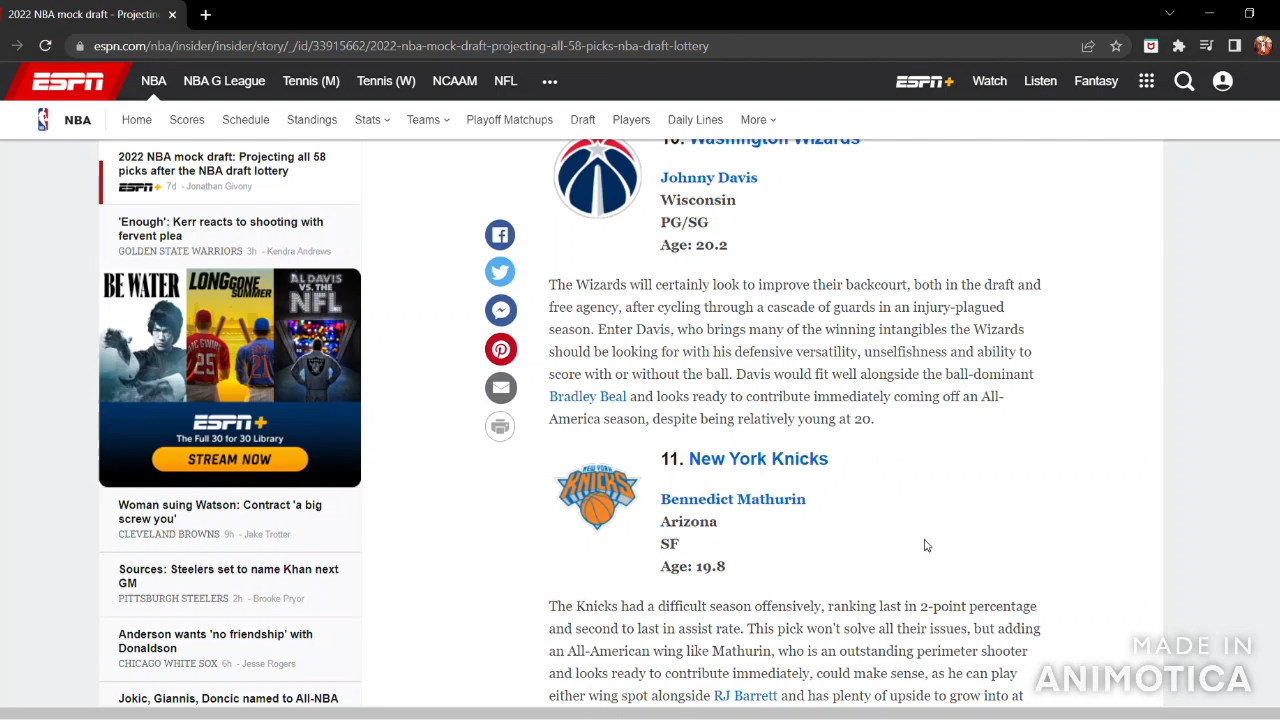 2022 NBA mock draft - Projectin
espn.com/nba/insider/insider/story/_/id/33915662/2022-nba-mock-draft-projecting-all-58-picks-nba-draft-lottery
ESPN NBA NBA G League Tennis (M) Tennis (W) NCAAM NFL ••• ESPN+ Watch Listen Fantasy
NBA Home Scores Schedule Standings Stats Teams Playoff Matchups Draft Players Daily Lines More
2022 NBA mock draft: Projecting all 58
picks after the NBA draft lottery
ESPN+ 7d - Jonathan Givony
'Enough': Kerr reacts to shooting with
fervent plea
GOLDEN STATE WARRIORS 3h - Kendra Andrews
BE WATER
LONG GONE
SUMMER
AL DAVIS
VS. THE
NFL
MC GWIRE
25
21
ESPN+
The Full 30 for 30 Library
STREAM NOW
Woman suing Watson: Contract 'a big
screw you'
CLEVELAND BROWNS 9h - Jake Trotter
Sources: Steelers set to name Khan next
GM
PITTSBURGH STEELERS 2h - Brooke Pryor
Anderson wants 'no friendship' with
Donaldson
CHICAGO WHITE SOX 6h - Jesse Rogers
Jokic, Giannis, Doncic named to All-NBA
10. Washington Wizards
Johnny Davis
Wisconsin
PG/SG
Age: 20.2
The Wizards will certainly look to improve their backcourt, both in the draft and
free agency, after cycling through a cascade of guards in an injury-plagued
season. Enter Davis, who brings many of the winning intangibles the Wizards
should be looking for with his defensive versatility, unselfishness and ability to
score with or without the ball. Davis would fit well alongside the ball-dominant
Bradley Beal and looks ready to contribute immediately coming off an All-
America season, despite being relatively young at 20.
11. New York Knicks
NEW YORK
KNICKS
Bennedict Mathurin
Arizona
SF
Age: 19.8
The Knicks had a difficult season offensively, ranking last in 2-point percentage
and second to last in assist rate. This pick won't solve all their issues, but adding
an All-American wing like Mathurin, who is an outstanding perimeter shooter
and looks ready to contribute immediately, could make sense, as he can play
either wing spot alongside RJ Barrett and has plenty of upside to grow into at
MADE IN
ANIMOTICA